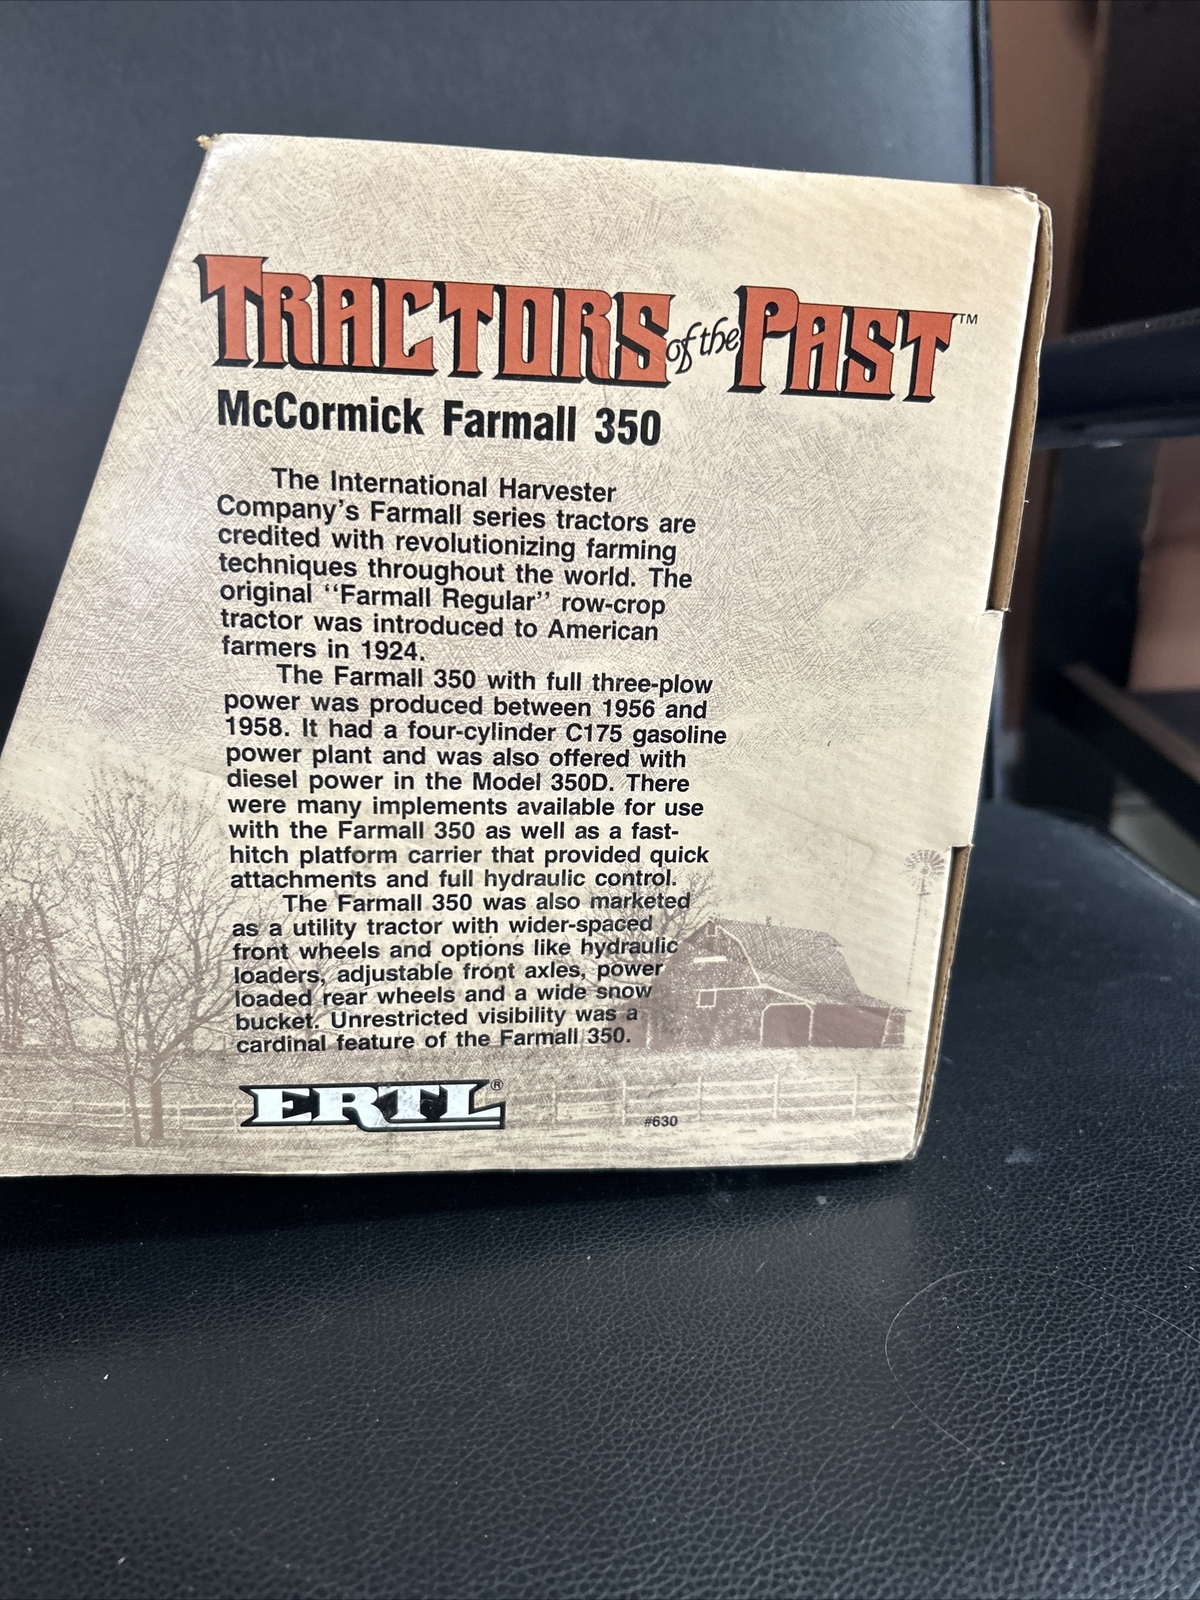 TRACTORS of the PAST™
McCormick Farmall 350
The International Harvester
Company's Farmall series tractors are
credited with revolutionizing farming
techniques throughout the world. The
original "Farmall Regular" row-crop
tractor was introduced to American
farmers in 1924.
The Farmall 350 with full three-plow
power was produced between 1956 and
1958. It had a four-cylinder C175 gasoline
power plant and was also offered with
diesel power in the Model 350D. There
were many implements available for use
with the Farmall 350 as well as a fast-
hitch platform carrier that provided quick
attachments and full hydraulic control.
The Farmall 350 was also marketed
as a utility tractor with wider-spaced
front wheels and options like hydraulic
loaders, adjustable front axles, power
loaded rear wheels and a wide snow
bucket. Unrestricted visibility was a
cardinal feature of the Farmall 350.
ERTL®
#630